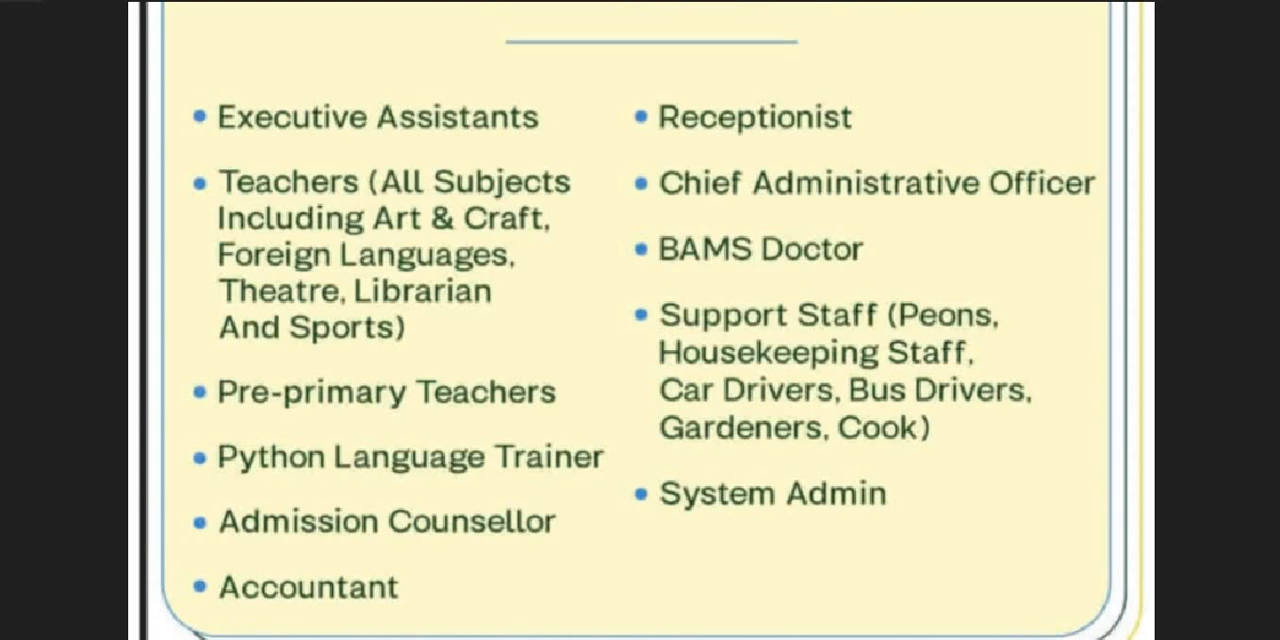 • Executive Assistants
• Teachers (All Subjects
Including Art & Craft,
Foreign Languages,
Theatre, Librarian
And Sports)
• Pre-primary Teachers
• Python Language Trainer
• Admission Counsellor
• Accountant
• Receptionist
• Chief Administrative Officer
• BAMS Doctor
• Support Staff (Peons,
Housekeeping Staff,
Car Drivers, Bus Drivers,
Gardeners, Cook)
• System Admin